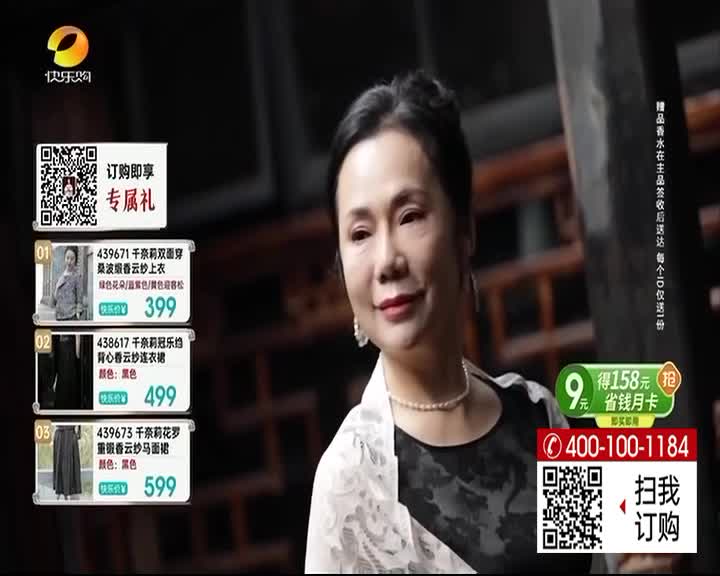 快乐购
订购即享
专属礼
01
439671 千奈莉双面穿
桑波缎香云纱上衣
绿色花朵/蓝紫色/黄色迎客松
快乐价¥ 399
02
438617 千奈莉冠乐绉
背心香云纱连衣裙
颜色：黑色
快乐价¥ 499
03
439673 千奈莉花罗
重缎香云纱马面裙
颜色：黑色
快乐价¥ 599
赠品香水在主品签收后送达 每个ID仅送1份
9元
得158元
省钱月卡
抢
即买即用
400-100-1184
扫我
订购